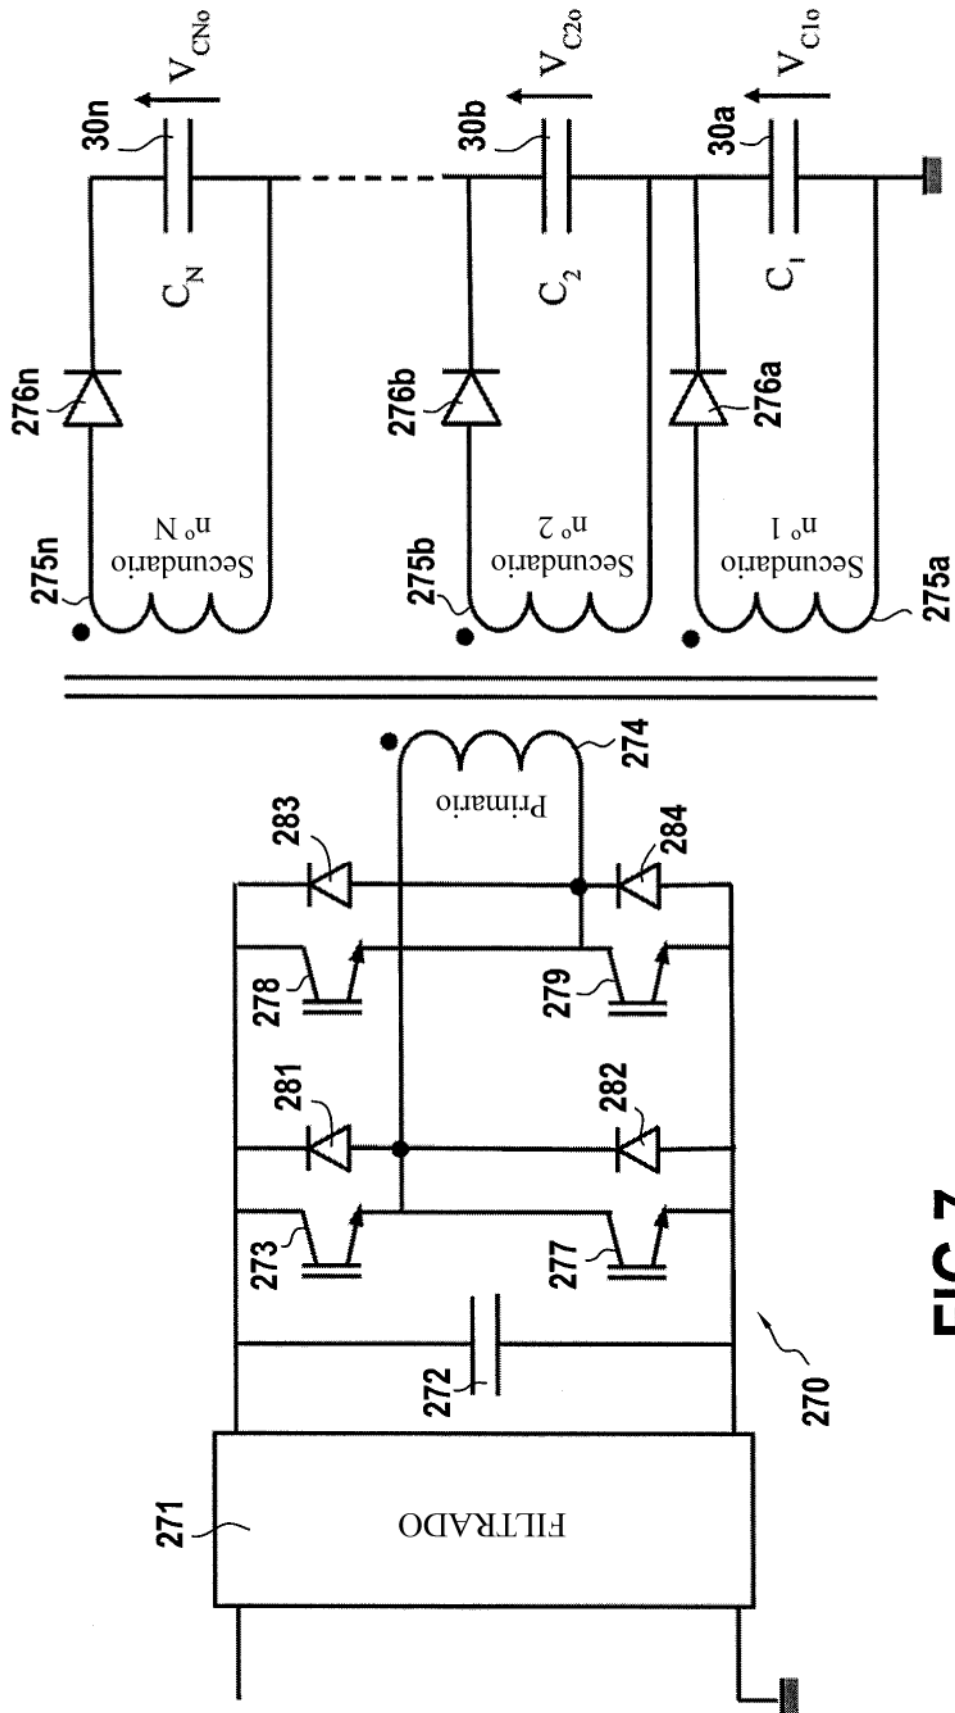 V_CNo
30n
C_N
276n
275n
Secundario
nº N
V_C2o
30b
C_2
276b
275b
Secundario
nº 2
V_C1o
30a
C_1
276a
275a
Secundario
nº 1
274
Primario
283
284
278
279
281
282
273
277
272
270
271
FILTRADO
FIG.7